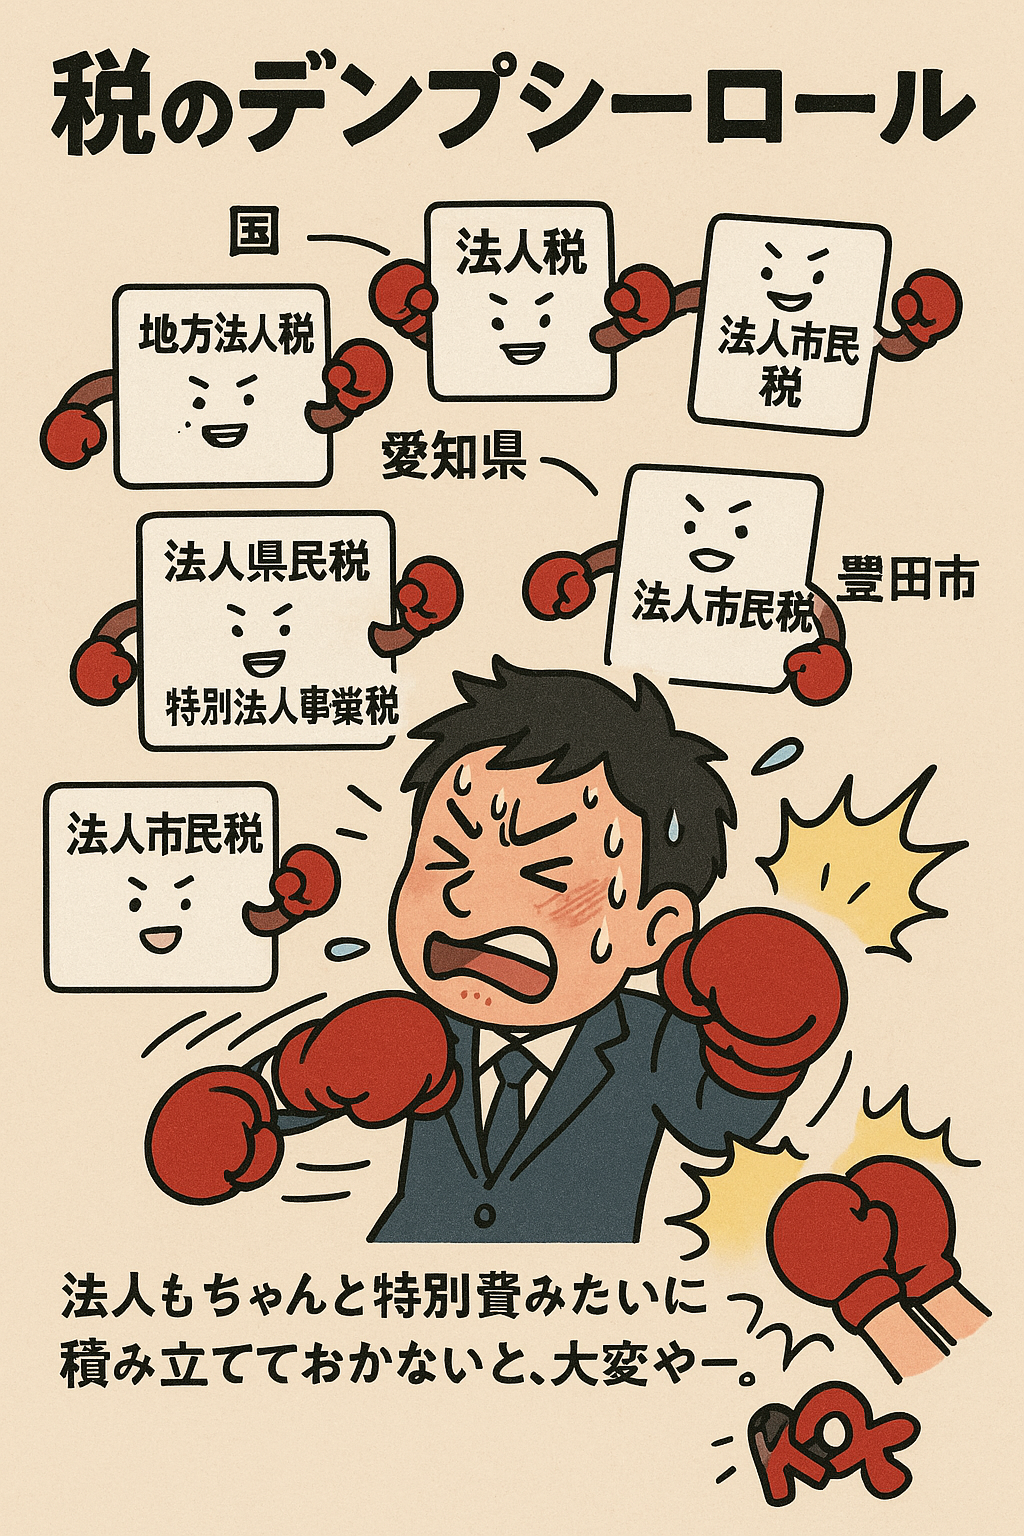 税のデンプシーロール
国
法人税
法人市民
税
地方法人税
愛知県
法人県民税
特別法人事業税
法人市民税
豊田市
法人市民税
法人もちゃんと特別費みたいに
積み立てておかないと、大変やー。